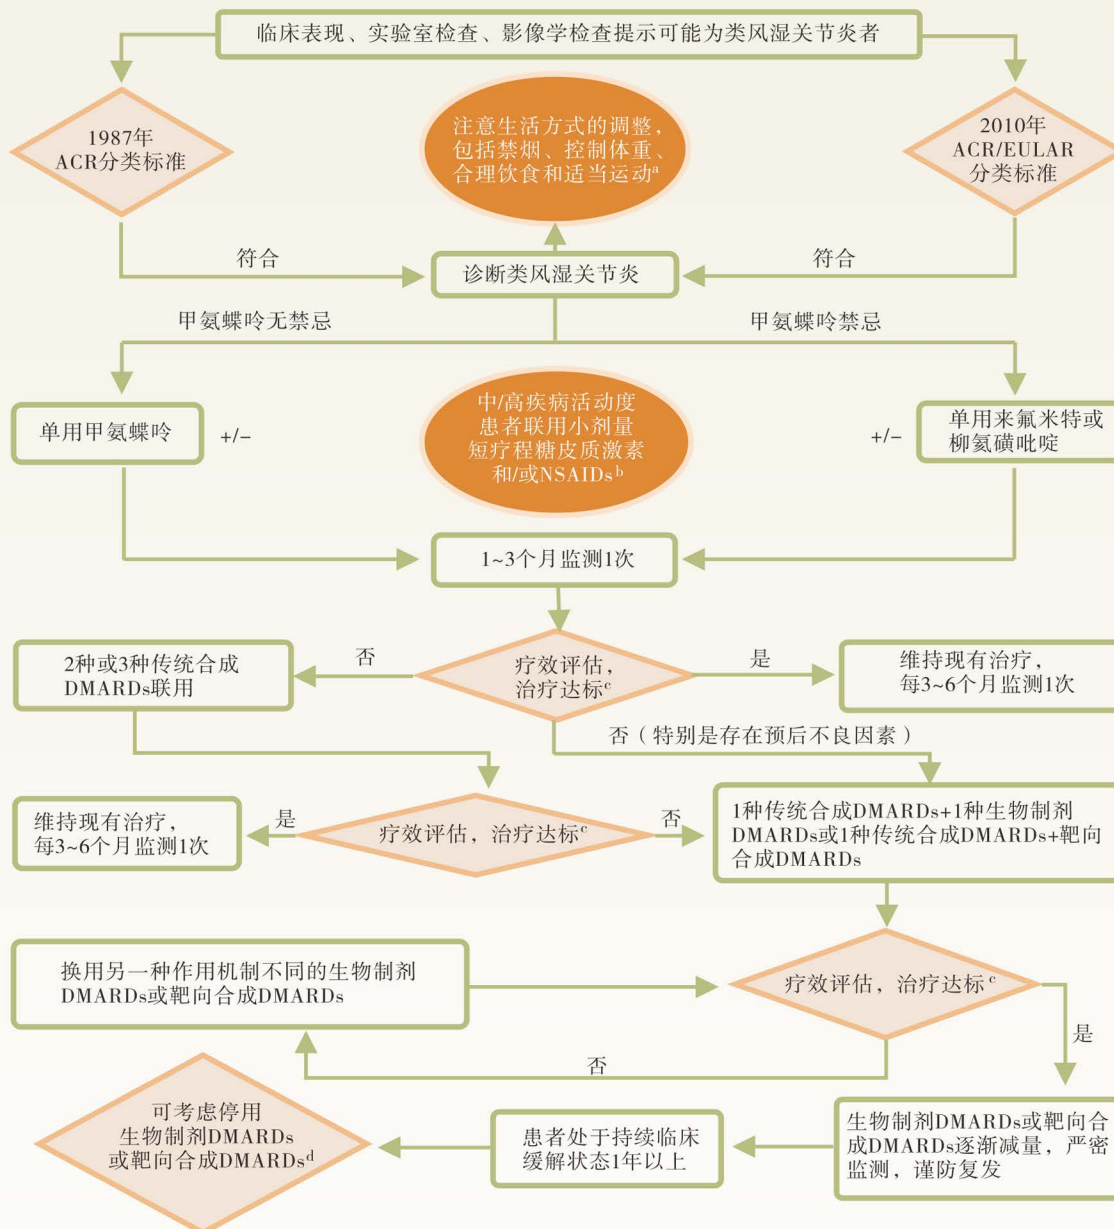 临床表现、实验室检查、影像学检查提示可能为类风湿关节炎者
1987年
ACR分类标准
注意生活方式的调整，
包括禁烟、控制体重、
合理饮食和适当运动a
2010年
ACR/EULAR
分类标准
符合
诊断类风湿关节炎
符合
甲氨蝶呤无禁忌
甲氨蝶呤禁忌
单用甲氨蝶呤
+/−
中/高疾病活动度
患者联用小剂量
短疗程糖皮质激素
和/或NSAIDs b
+/−
单用来氟米特或
柳氮磺吡啶
1~3个月监测1次
2种或3种传统合成
DMARDs联用
否
疗效评估，
治疗达标c
是
维持现有治疗，
每3~6个月监测1次
否（特别是存在预后不良因素）
维持现有治疗，
每3~6个月监测1次
是
疗效评估，治疗达标c
否
1种传统合成DMARDs+1种生物制剂
DMARDs或1种传统合成DMARDs+靶向
合成DMARDs
换用另一种作用机制不同的生物制剂
DMARDs或靶向合成DMARDs
疗效评估，治疗达标c
是
否
可考虑停用
生物制剂DMARDs
或靶向合成DMARDs d
患者处于持续临床
缓解状态1年以上
生物制剂DMARDs或靶向合
成DMARDs逐渐减量，严密
监测，谨防复发